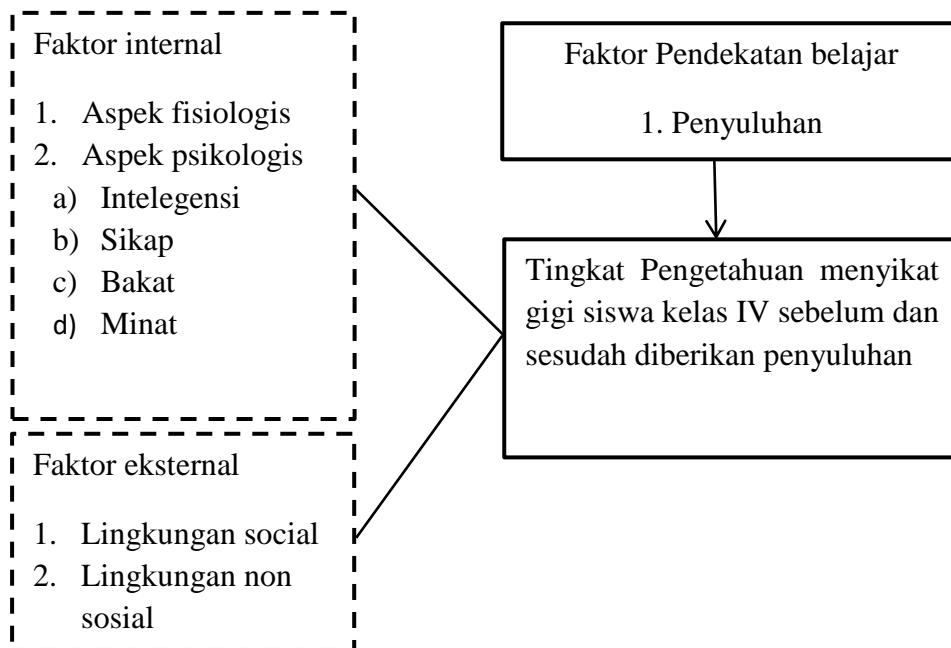 Faktor internal
1. Aspek fisiologis
2. Aspek psikologis
a) Intelegensi
b) Sikap
c) Bakat
d) Minat
Faktor Pendekatan belajar
1. Penyuluhan
Tingkat Pengetahuan menyikat
gigi siswa kelas IV sebelum dan
sesudah diberikan penyuluhan
Faktor eksternal
1. Lingkungan social
2. Lingkungan non
sosial